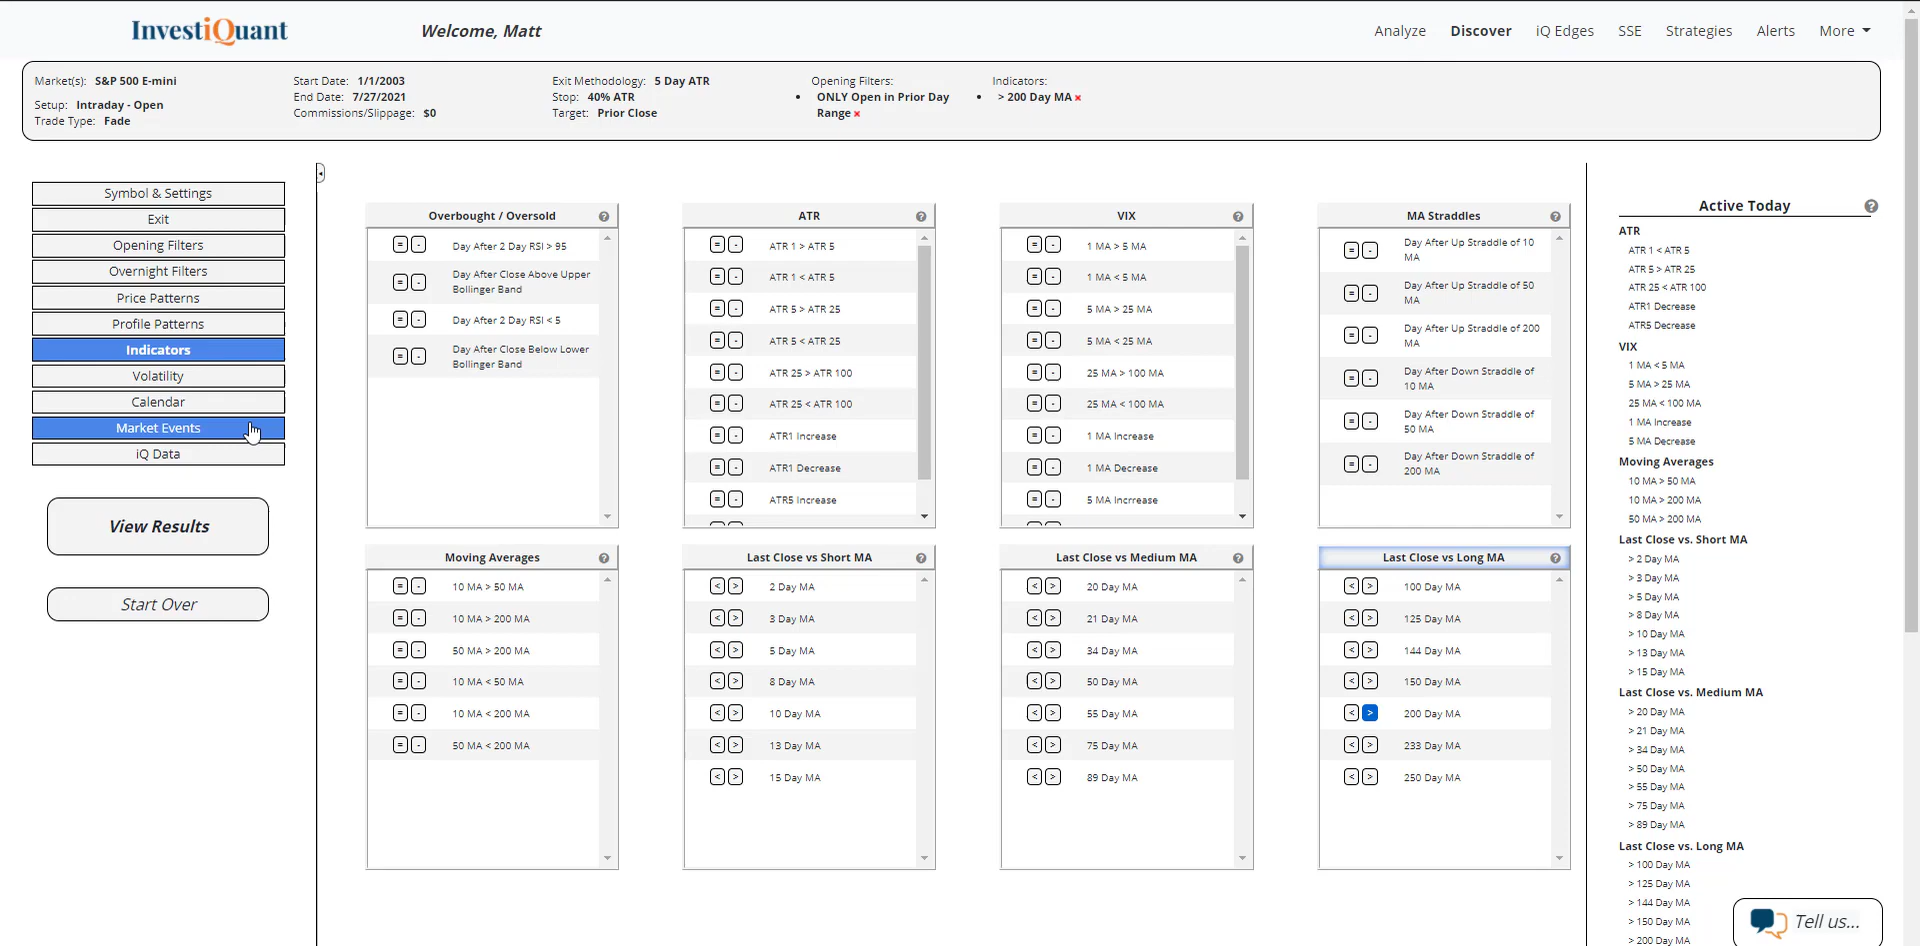 InvestiQuant
Welcome, Matt
Analyze
Discover
iQ Edges
SSE
Strategies
Alerts
More
Market(s): S&P 500 E-mini
Setup: Intraday - Open
Trade Type: Fade
Start Date: 1/1/2003
End Date: 7/27/2021
Commissions/Slippage: $0
Exit Methodology: 5 Day ATR
Stop: 40% ATR
Target: Prior Close
Opening Filters:
• ONLY Open in Prior Day
Range x
Indicators:
• > 200 Day MA x
Symbol & Settings
Exit
Opening Filters
Overnight Filters
Price Patterns
Profile Patterns
Indicators
Volatility
Calendar
Market Events
iQ Data
View Results
Start Over
Overbought / Oversold ?
= - Day After 2 Day RSI > 95
= - Day After Close Above Upper
Bollinger Band
= - Day After 2 Day RSI < 5
= - Day After Close Below Lower
Bollinger Band
ATR ?
= - ATR 1 > ATR 5
= - ATR 1 < ATR 5
= - ATR 5 > ATR 25
= - ATR 5 < ATR 25
= - ATR 25 > ATR 100
= - ATR 25 < ATR 100
= - ATR1 Increase
= - ATR1 Decrease
= - ATR5 Increase
VIX ?
= - 1 MA > 5 MA
= - 1 MA < 5 MA
= - 5 MA > 25 MA
= - 5 MA < 25 MA
= - 25 MA > 100 MA
= - 25 MA < 100 MA
= - 1 MA Increase
= - 1 MA Decrease
= - 5 MA Incrrease
MA Straddles ?
= - Day After Up Straddle of 10
MA
= - Day After Up Straddle of 50
MA
= - Day After Up Straddle of 200
MA
= - Day After Down Straddle of
10 MA
= - Day After Down Straddle of
50 MA
= - Day After Down Straddle of
200 MA
Moving Averages ?
= - 10 MA > 50 MA
= - 10 MA > 200 MA
= - 50 MA > 200 MA
= - 10 MA < 50 MA
= - 10 MA < 200 MA
= - 50 MA < 200 MA
Last Close vs Short MA ?
< > 2 Day MA
< > 3 Day MA
< > 5 Day MA
< > 8 Day MA
< > 10 Day MA
< > 13 Day MA
< > 15 Day MA
Last Close vs Medium MA ?
< > 20 Day MA
< > 21 Day MA
< > 34 Day MA
< > 50 Day MA
< > 55 Day MA
< > 75 Day MA
< > 89 Day MA
Last Close vs Long MA ?
< > 100 Day MA
< > 125 Day MA
< > 144 Day MA
< > 150 Day MA
< > 200 Day MA
< > 233 Day MA
< > 250 Day MA
Active Today ?
ATR
ATR 1 < ATR 5
ATR 5 > ATR 25
ATR 25 < ATR 100
ATR1 Decrease
ATR5 Decrease
VIX
1 MA < 5 MA
5 MA > 25 MA
25 MA < 100 MA
1 MA Increase
5 MA Decrease
Moving Averages
10 MA > 50 MA
10 MA > 200 MA
50 MA > 200 MA
Last Close vs. Short MA
> 2 Day MA
> 3 Day MA
> 5 Day MA
> 8 Day MA
> 10 Day MA
> 13 Day MA
> 15 Day MA
Last Close vs. Medium MA
> 20 Day MA
> 21 Day MA
> 34 Day MA
> 50 Day MA
> 55 Day MA
> 75 Day MA
> 89 Day MA
Last Close vs. Long MA
> 100 Day MA
> 125 Day MA
> 144 Day MA
> 150 Day MA
> 200 Day MA
Tell us...